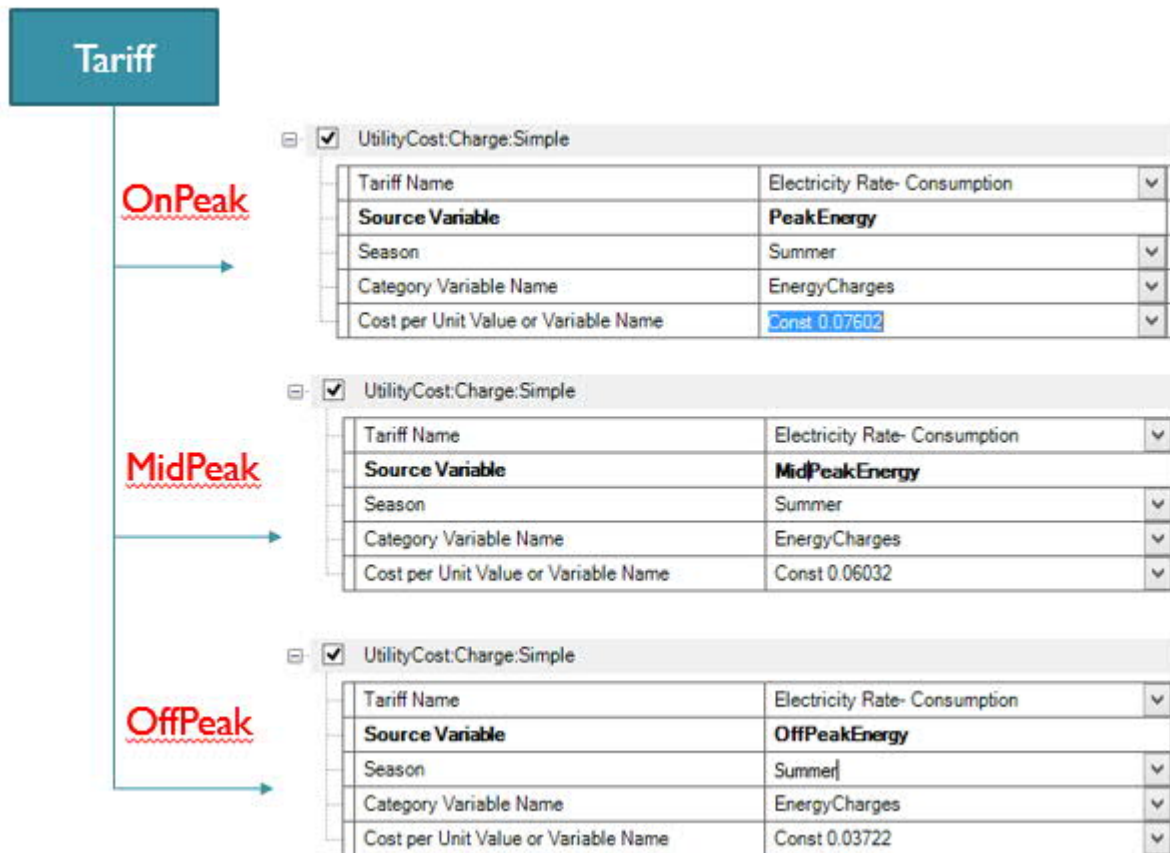 Tariff
UtilityCost:Charge:Simple
OnPeak
Tariff Name Electricity Rate- Consumption
Source Variable PeakEnergy
Season Summer
Category Variable Name EnergyCharges
Cost per Unit Value or Variable Name Const 0.07602
UtilityCost:Charge:Simple
MidPeak
Tariff Name Electricity Rate- Consumption
Source Variable MidPeakEnergy
Season Summer
Category Variable Name EnergyCharges
Cost per Unit Value or Variable Name Const 0.06032
UtilityCost:Charge:Simple
OffPeak
Tariff Name Electricity Rate- Consumption
Source Variable OffPeakEnergy
Season Summer
Category Variable Name EnergyCharges
Cost per Unit Value or Variable Name Const 0.03722